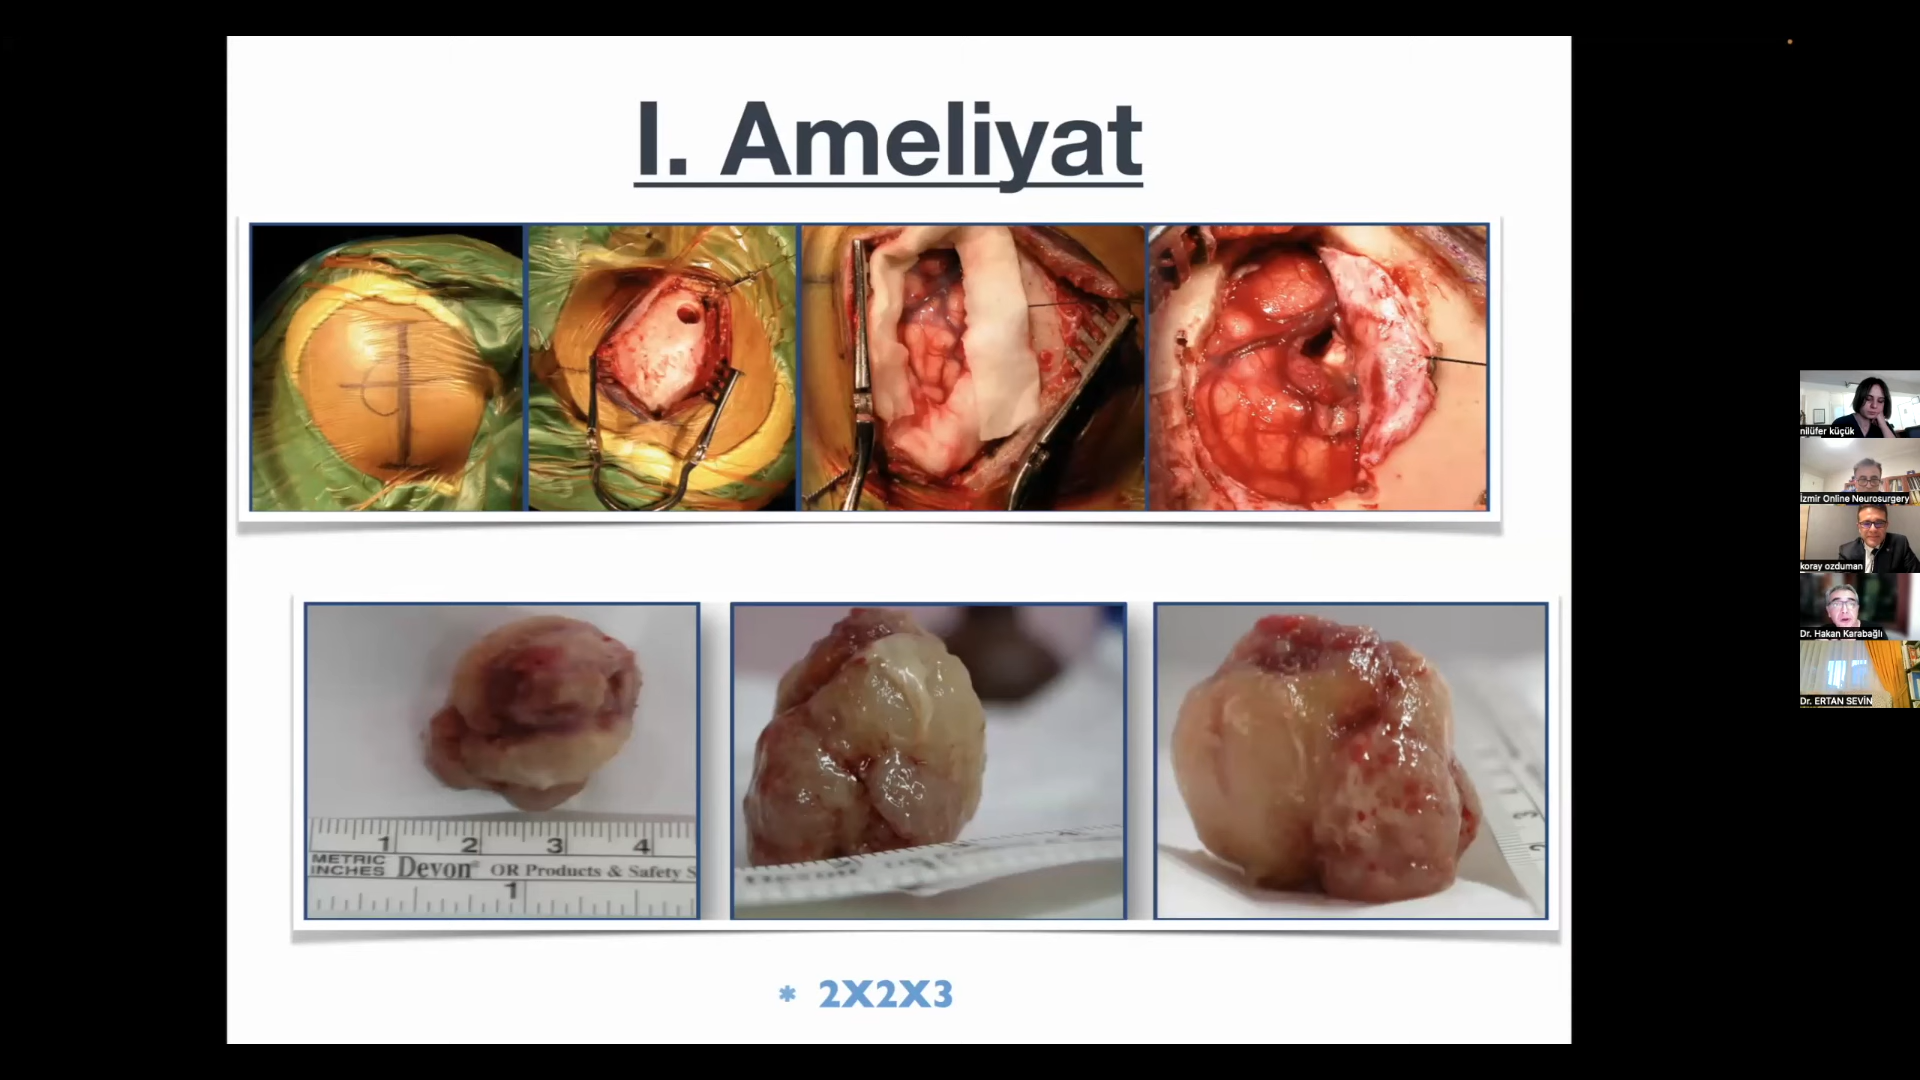 I. Ameliyat
1 2 3 4
METRIC
INCHES Devon® OR Products & Safety S
1
* 2X2X3
nilüfer küçük
İzmir Online Neurosurgery
koray ozduman
Dr. Hakan Karabağlı
Dr. ERTAN SEVİN